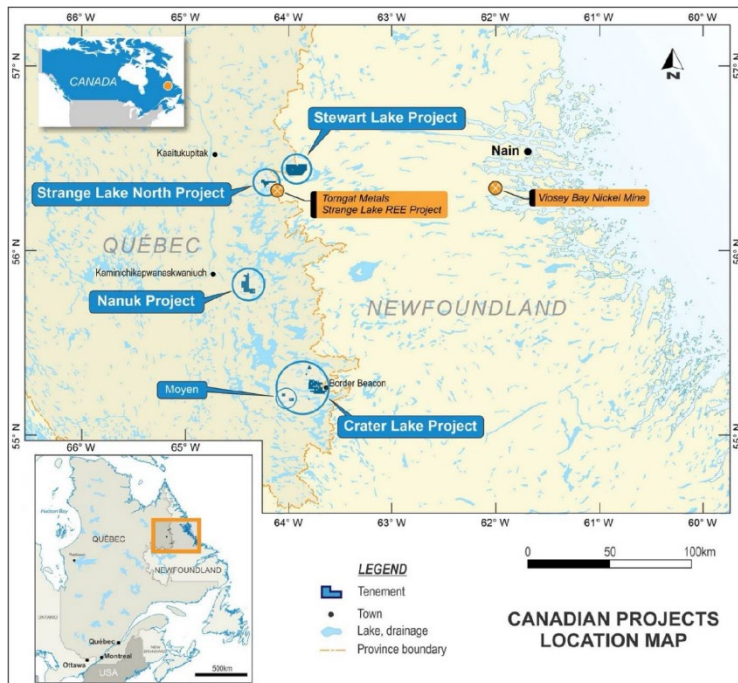 66° W
65° W
64° W
63° W
62° W
61° W
60° W
57° N
57° N
CANADA
N
Stewart Lake Project
Kaaitukupitak
Nain
Strange Lake North Project
Torngat Metals
Strange Lake REE Project
Viosey Bay Nickel Mine
QUÉBEC
56° N
56° N
Kaminichikapwanaskwaniuch
Nanuk Project
NEWFOUNDLAND
Moyen
Border Beacon
Crater Lake Project
55° N
55° N
66° W
65° W
64° W
63° W
62° W
61° W
60° W
Hudson Bay
QUÉBEC
NEWFOUNDLAND
Québec
Ottawa
Montreal
USA
500km
LEGEND
Tenement
Town
Lake, drainage
Province boundary
0
50
100km
CANADIAN PROJECTS
LOCATION MAP